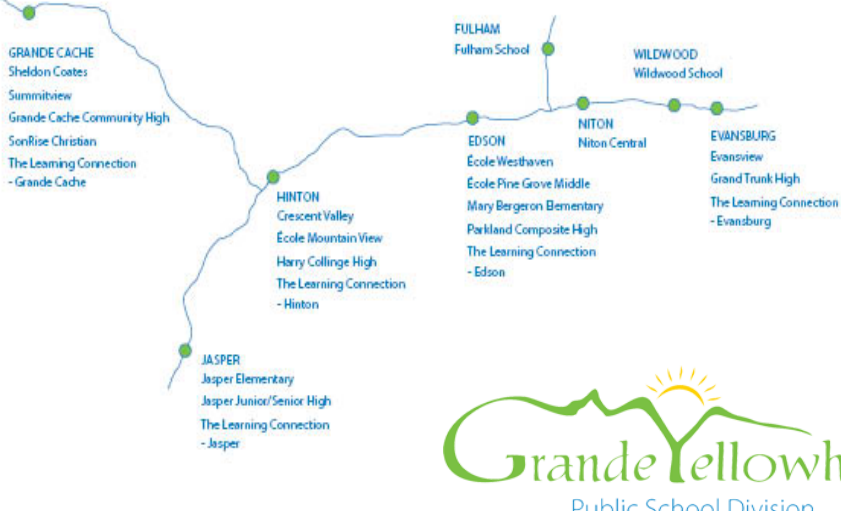 GRANDE CACHE
Sheldon Coates
Summitview
Grande Cache Community High
SonRise Christian
The Learning Connection
- Grande Cache
HINTON
Crescent Valley
École Mountain View
Harry Collinge High
The Learning Connection
- Hinton
JASPER
Jasper Elementary
Jasper Junior/Senior High
The Learning Connection
- Jasper
FULHAM
Fulham School
EDSON
École Westhaven
École Pine Grove Middle
Mary Bergeron Elementary
Parkland Composite High
The Learning Connection
- Edson
NITON
Niton Central
WILDWOOD
Wildwood School
EVANSBURG
Evansview
Grand Trunk High
The Learning Connection
- Evansburg
Grande Yellowh
Public School Division